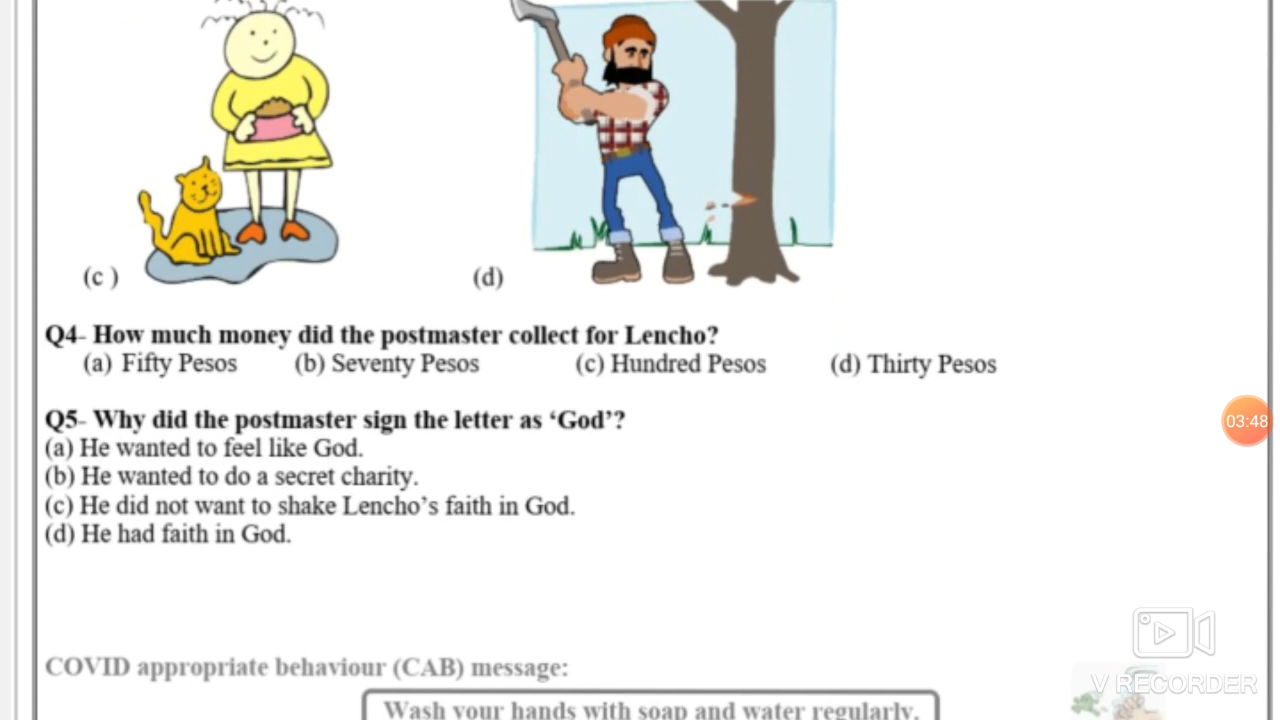 (c )
(d)
Q4- How much money did the postmaster collect for Lencho?
(a) Fifty Pesos (b) Seventy Pesos (c) Hundred Pesos (d) Thirty Pesos
Q5- Why did the postmaster sign the letter as ‘God’?
03:48
(a) He wanted to feel like God.
(b) He wanted to do a secret charity.
(c) He did not want to shake Lencho’s faith in God.
(d) He had faith in God.
COVID appropriate behaviour (CAB) message:
V RECORDER
Wash your hands with soap and water regularly.